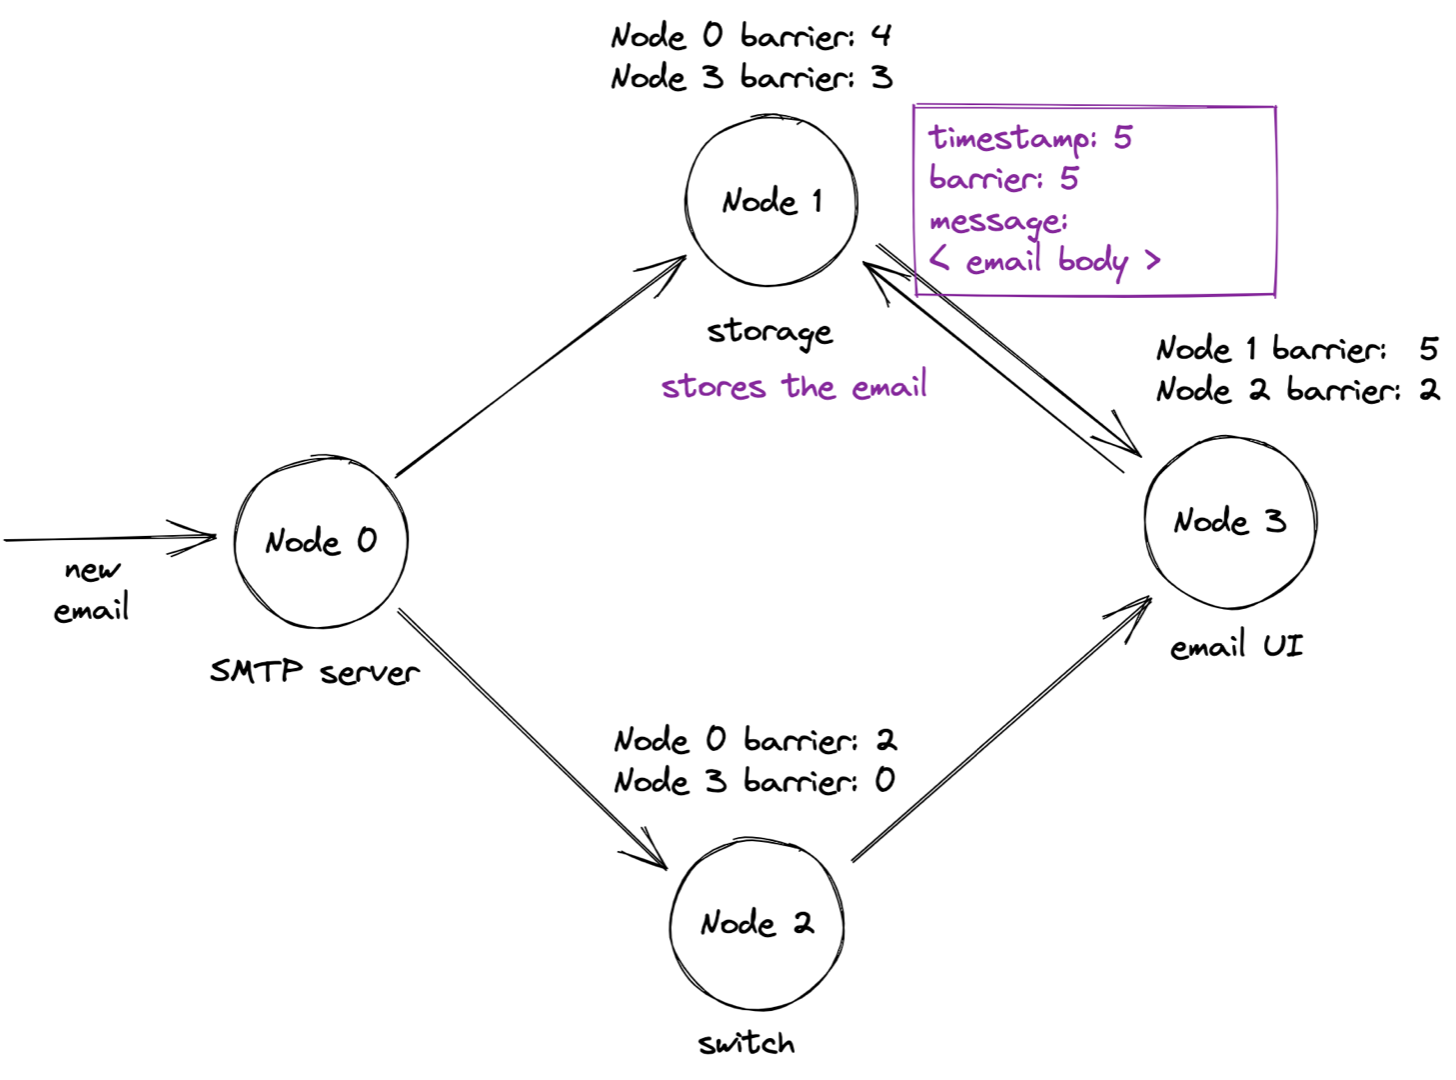 Node 0 barrier: 4
Node 3 barrier: 3
Node 1
timestamp: 5
barrier: 5
message:
< email body >
storage
stores the email
Node 1 barrier: 5
Node 2 barrier: 2
Node 3
email UI
Node 0
new
email
SMTP server
Node 0 barrier: 2
Node 3 barrier: 0
Node 2
switch